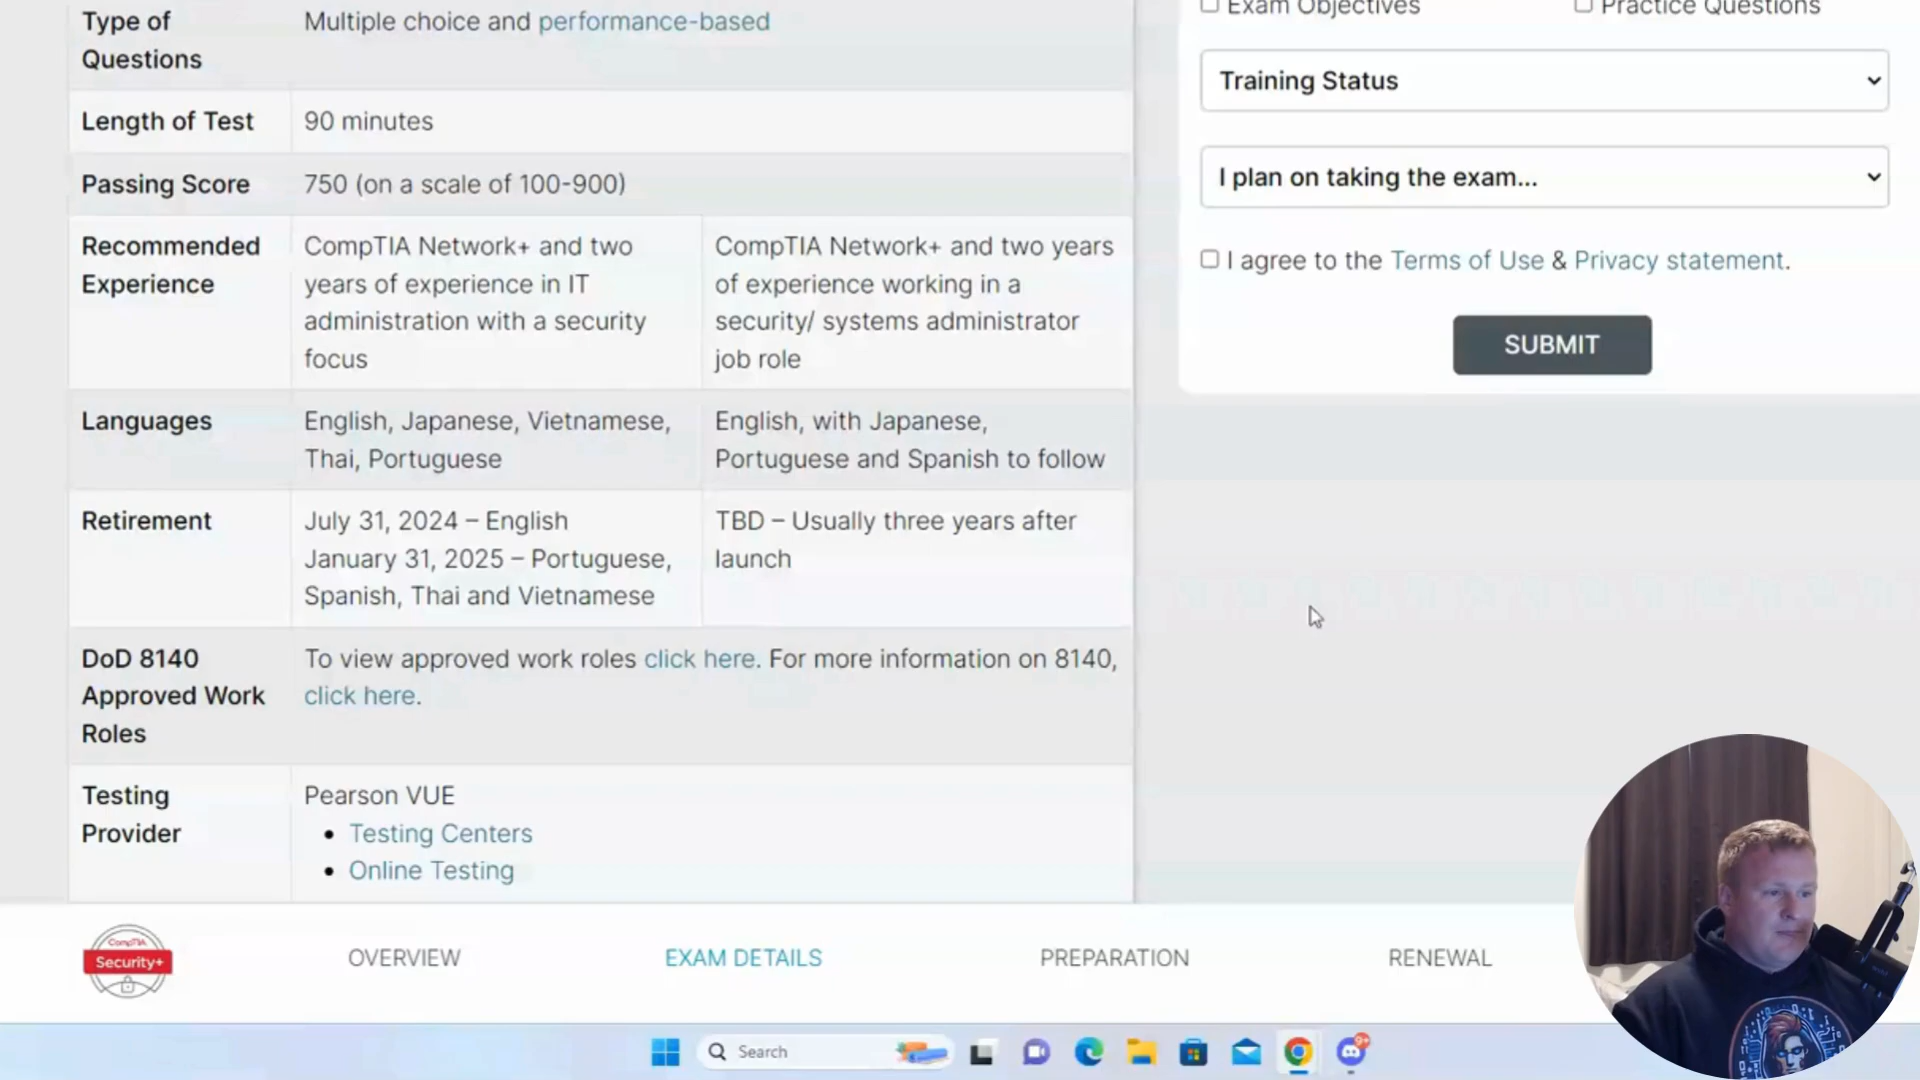 Exam Objectives
Practice Questions
Type of
Questions
Multiple choice and performance-based
Training Status
Length of Test
90 minutes
Passing Score
750 (on a scale of 100-900)
I plan on taking the exam...
Recommended
Experience
CompTIA Network+ and two
years of experience in IT
administration with a security
focus
CompTIA Network+ and two years
of experience working in a
security/ systems administrator
job role
I agree to the Terms of Use & Privacy statement.
SUBMIT
Languages
English, Japanese, Vietnamese,
Thai, Portuguese
English, with Japanese,
Portuguese and Spanish to follow
Retirement
July 31, 2024 – English
January 31, 2025 – Portuguese,
Spanish, Thai and Vietnamese
TBD – Usually three years after
launch
DoD 8140
Approved Work
Roles
To view approved work roles click here. For more information on 8140,
click here.
Testing
Provider
Pearson VUE
• Testing Centers
• Online Testing
CompTIA
Security+
OVERVIEW
EXAM DETAILS
PREPARATION
RENEWAL
Search
9+